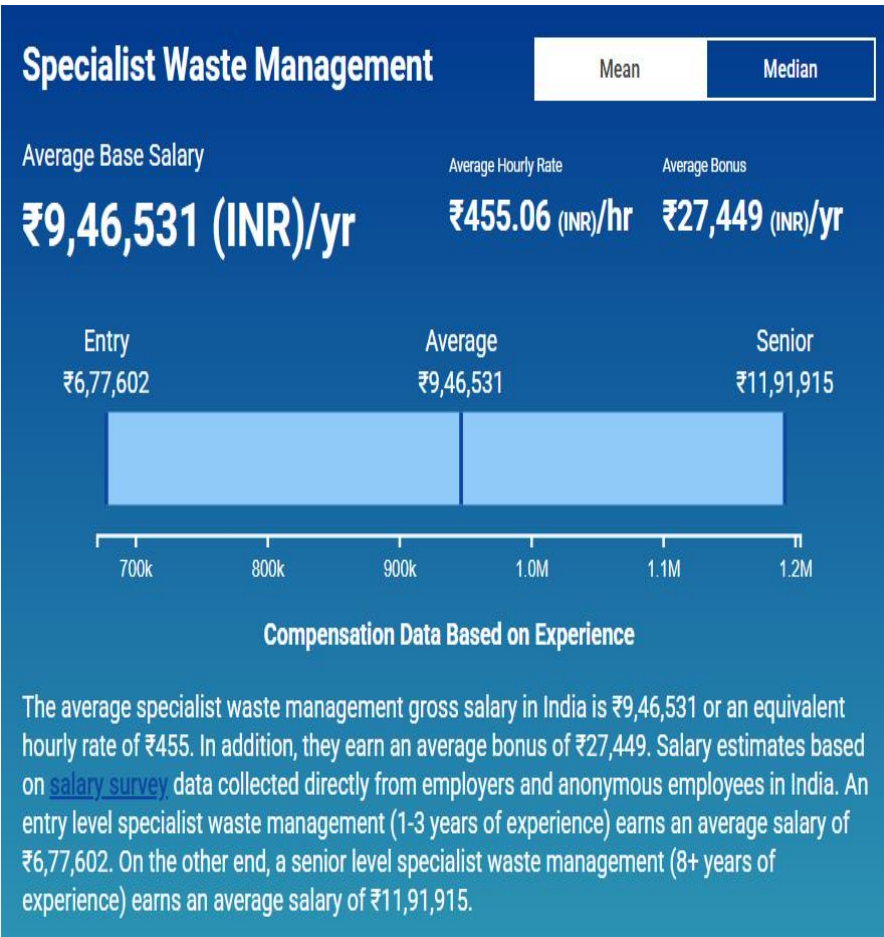 Specialist Waste Management
Mean
Median
Average Base Salary
Average Hourly Rate
Average Bonus
₹9,46,531 (INR)/yr
₹455.06 (INR)/hr
₹27,449 (INR)/yr
Entry
Average
Senior
₹6,77,602
₹9,46,531
₹11,91,915
700k
800k
900k
1.0M
1.1M
1.2M
Compensation Data Based on Experience
The average specialist waste management gross salary in India is ₹9,46,531 or an equivalent
hourly rate of ₹455. In addition, they earn an average bonus of ₹27,449. Salary estimates based
on salary survey data collected directly from employers and anonymous employees in India. An
entry level specialist waste management (1-3 years of experience) earns an average salary of
₹6,77,602. On the other end, a senior level specialist waste management (8+ years of
experience) earns an average salary of ₹11,91,915.